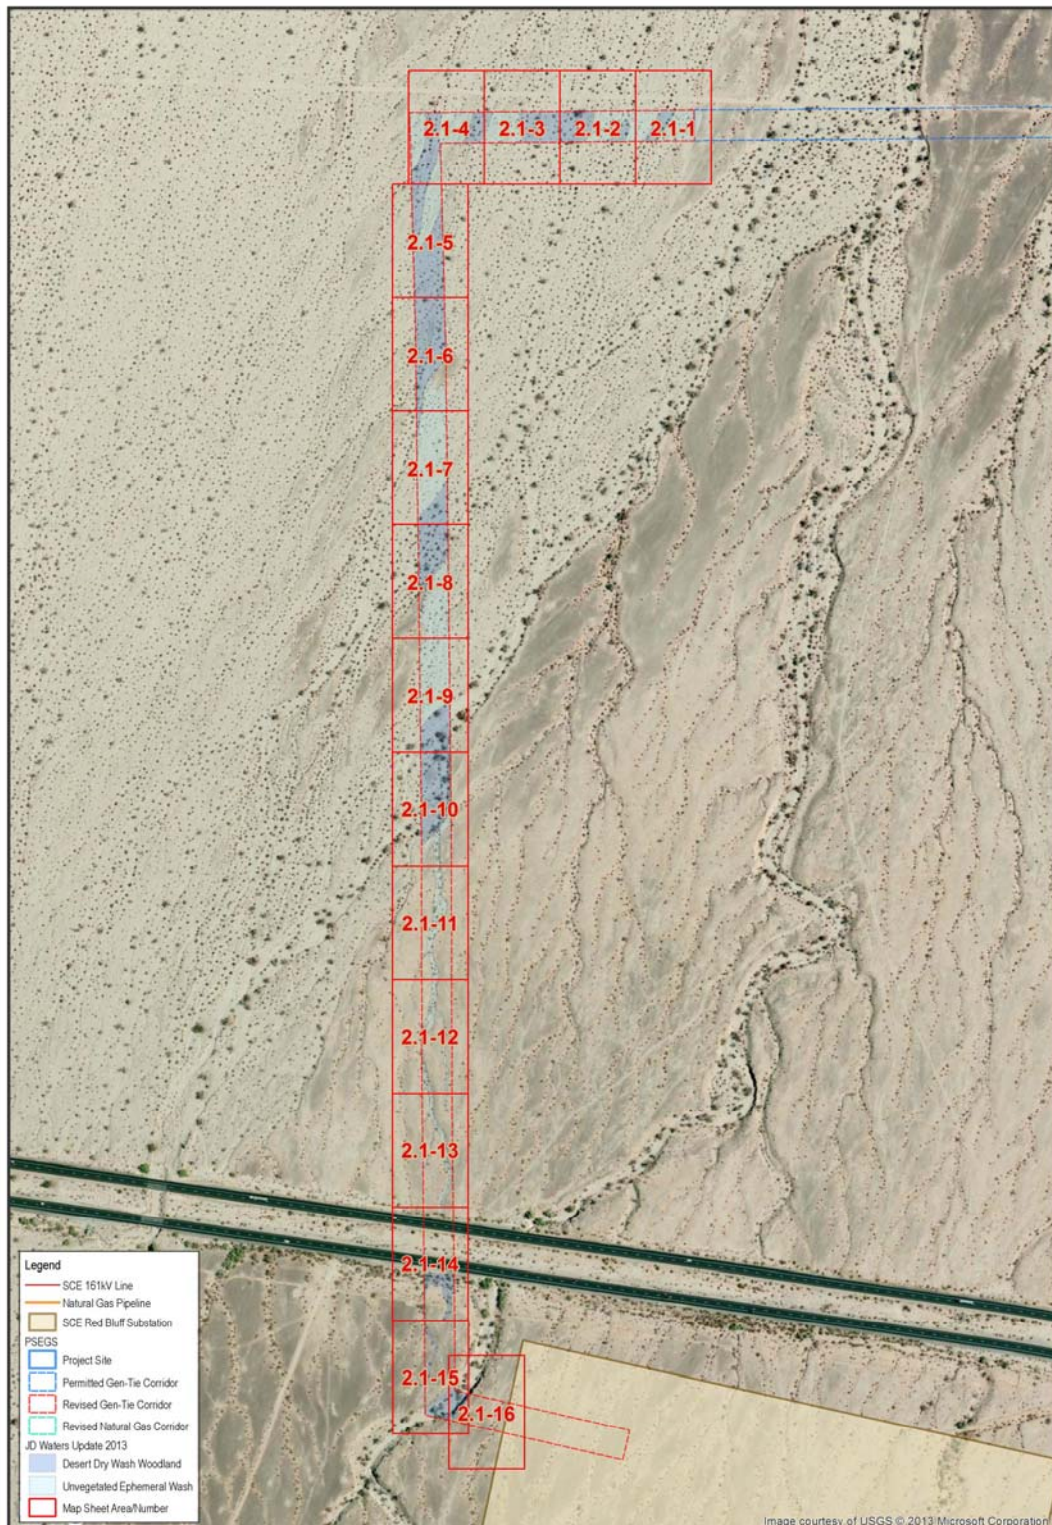 2.1-4 2.1-3 2.1-2 2.1-1
2.1-5
2.1-6
2.1-7
2.1-8
2.1-9
2.1-10
2.1-11
2.1-12
2.1-13
2.1-14
2.1-15
2.1-16
Legend
SCE 161kV Line
Natural Gas Pipeline
SCE Red Bluff Substation
PSEGS
Project Site
Permitted Gen-Tie Corridor
Revised Gen-Tie Corridor
Revised Natural Gas Corridor
JD Waters Update 2013
Desert Dry Wash Woodland
Unvegetated Ephemeral Wash
Map Sheet Area/Number
Image courtesy of USGS © 2013 Microsoft Corporation